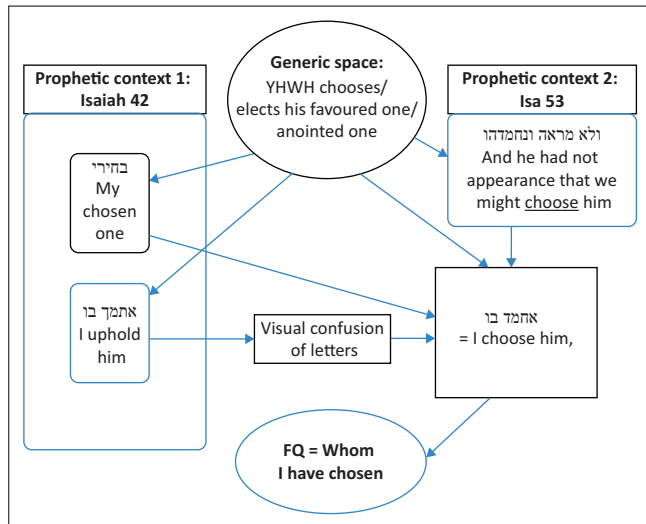 Generic space:
YHWH chooses/
elects his favoured one/
anointed one
Prophetic context 1:
Isaiah 42
Prophetic context 2:
Isa 53
ולא מראה ונחמדהו
And he had not
appearance that we
might choose him
בחירי
My
chosen
one
אתמך בו
I uphold
him
Visual confusion
of letters
אחמד בו
= I choose him,
FQ = Whom
I have chosen